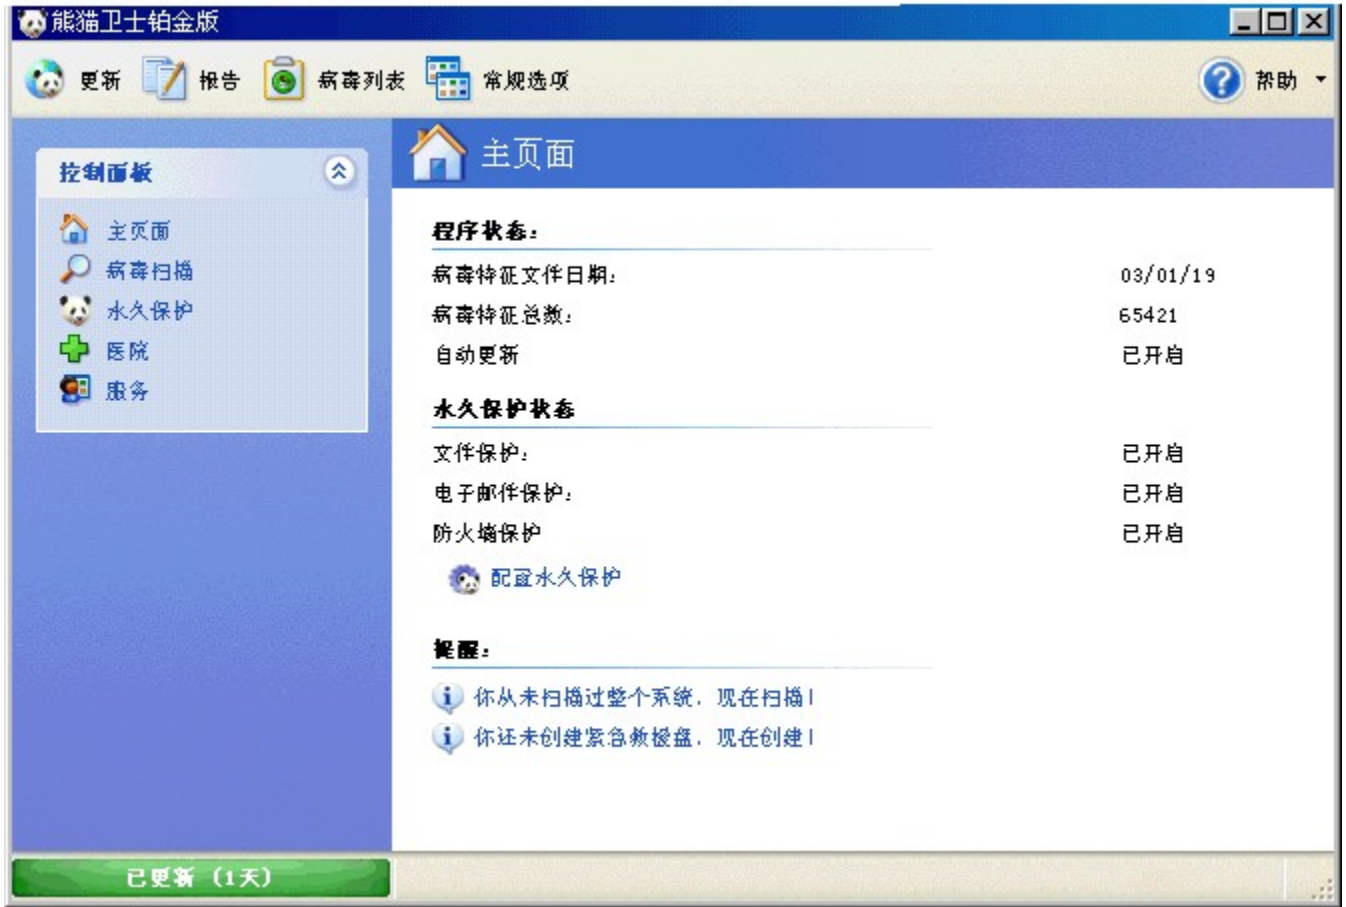 熊猫卫士铂金版
更新 报告 病毒列表 常规选项 帮助
控制面板
主页面
病毒扫描
永久保护
医院
服务
主页面
程序状态:
病毒特征文件日期: 03/01/19
病毒特征总数: 65421
自动更新 已开启
永久保护状态
文件保护: 已开启
电子邮件保护: 已开启
防火墙保护 已开启
配置永久保护
提醒:
你从未扫描过整个系统. 现在扫描!
你还未创建紧急救援盘. 现在创建!
已更新 (1天)